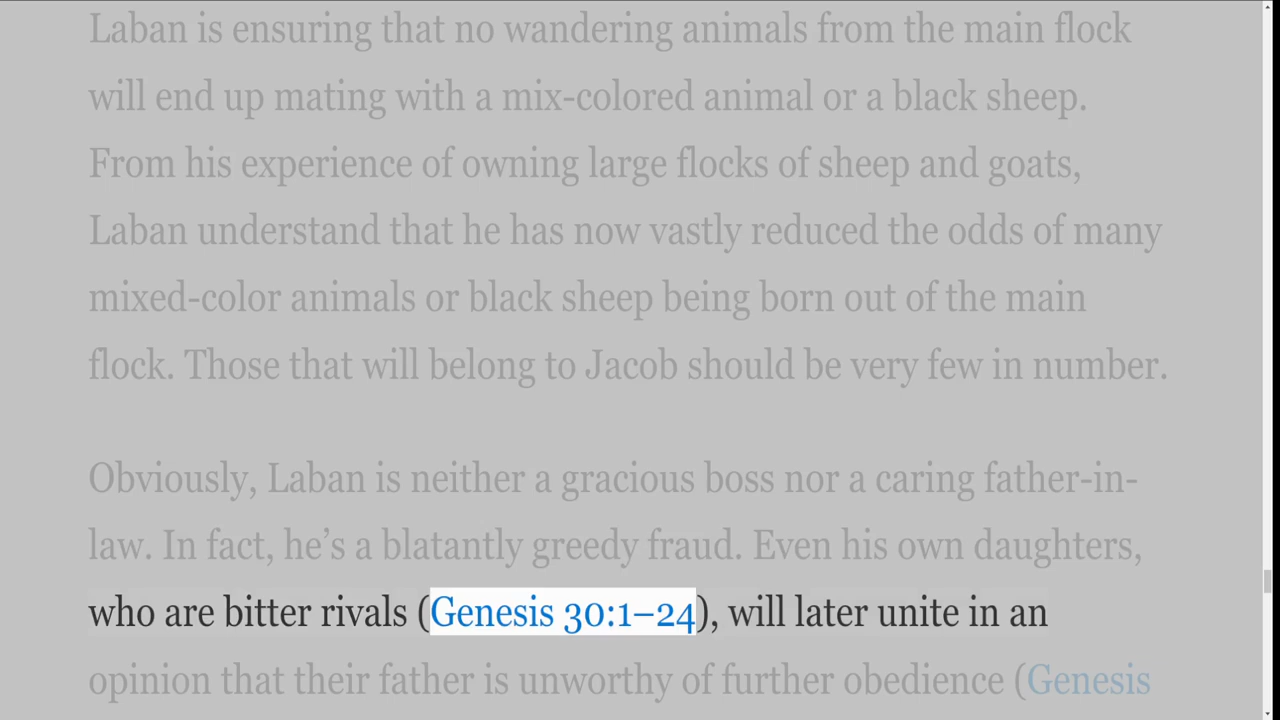 Laban is ensuring that no wandering animals from the main flock
will end up mating with a mix-colored animal or a black sheep.
From his experience of owning large flocks of sheep and goats,
Laban understand that he has now vastly reduced the odds of many
mixed-color animals or black sheep being born out of the main
flock. Those that will belong to Jacob should be very few in number.
Obviously, Laban is neither a gracious boss nor a caring father-in-
law. In fact, he’s a blatantly greedy fraud. Even his own daughters,
who are bitter rivals (Genesis 30:1–24), will later unite in an
opinion that their father is unworthy of further obedience (Genesis